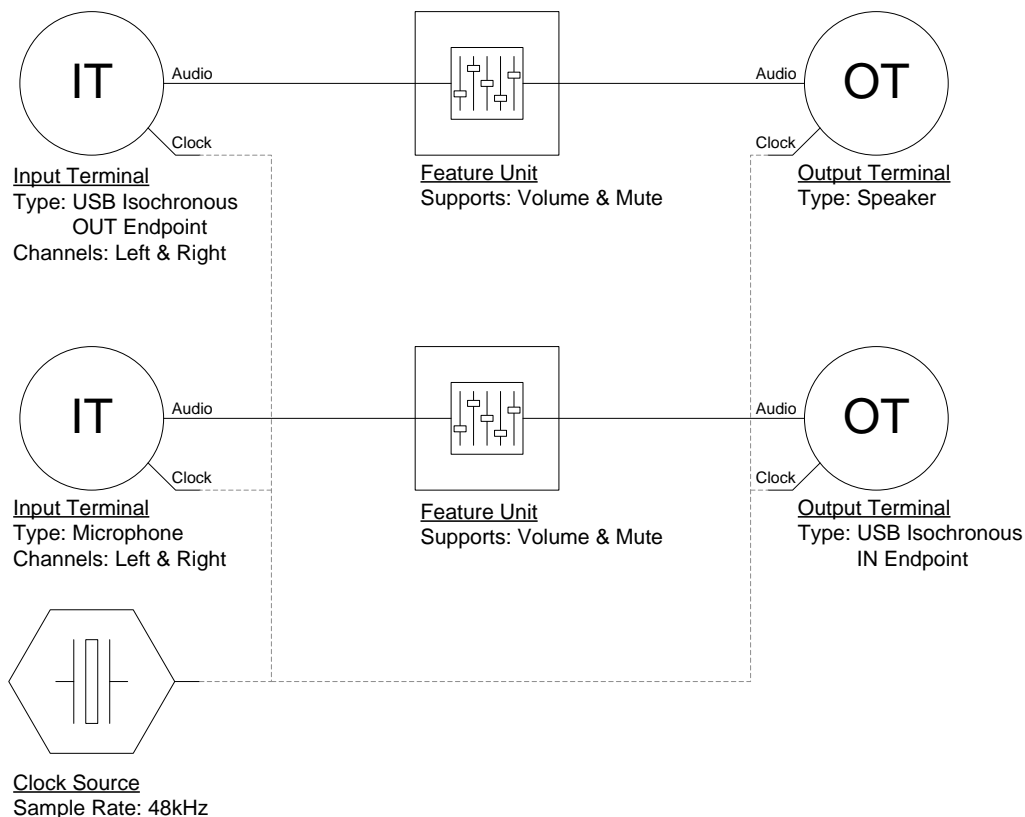 IT
Audio
Clock
Input Terminal
Type: USB Isochronous
OUT Endpoint
Channels: Left & Right
Feature Unit
Supports: Volume & Mute
Audio
OT
Clock
Output Terminal
Type: Speaker
IT
Audio
Clock
Input Terminal
Type: Microphone
Channels: Left & Right
Feature Unit
Supports: Volume & Mute
Audio
OT
Clock
Output Terminal
Type: USB Isochronous
IN Endpoint
Clock Source
Sample Rate: 48kHz